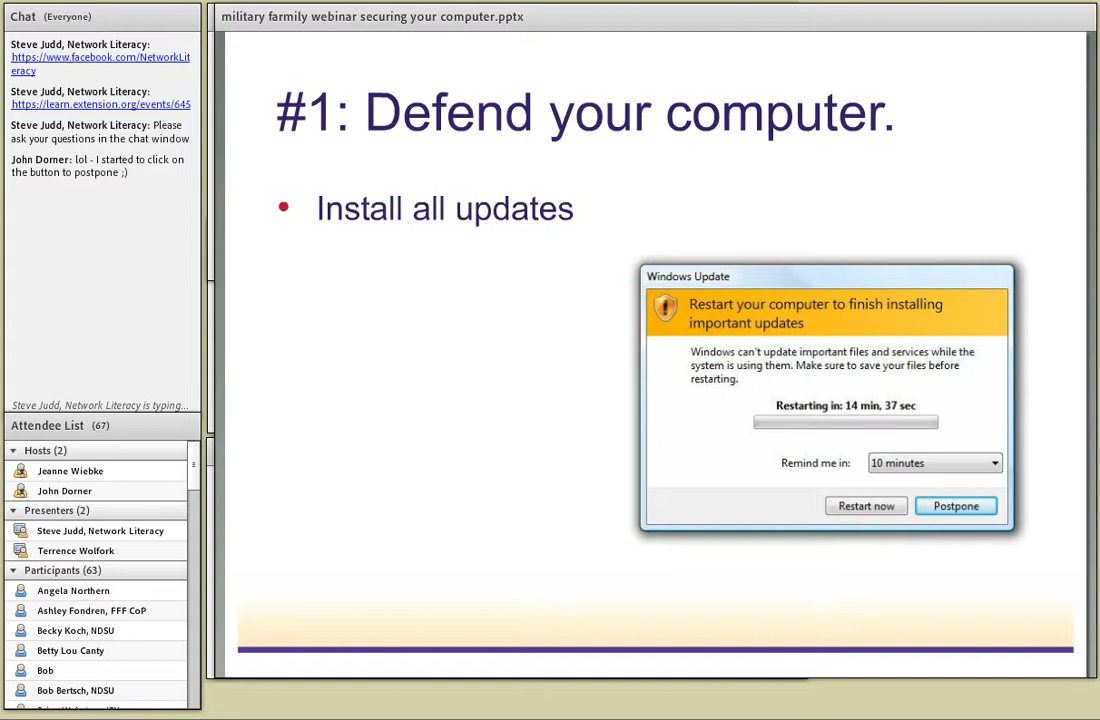 Chat (Everyone)
Steve Judd, Network Literacy:
https://www.facebook.com/NetworkLit
eracy
Steve Judd, Network Literacy:
https://learn.extension.org/events/645
Steve Judd, Network Literacy: Please
ask your questions in the chat window
John Dorner: lol - I started to click on
the button to postpone ;)
Steve Judd, Network Literacy is typing...
Attendee List (67)
Hosts (2)
Jeanne Wiebke
John Dorner
Presenters (2)
Steve Judd, Network Literacy
Terrence Wolfork
Participants (63)
Angela Northern
Ashley Fondren, FFF CoP
Becky Koch, NDSU
Betty Lou Canty
Bob
Bob Bertsch, NDSU
military farmily webinar securing your computer.pptx
#1: Defend your computer.
• Install all updates
Windows Update
Restart your computer to finish installing
important updates
Windows can't update important files and services while the
system is using them. Make sure to save your files before
restarting.
Restarting in: 14 min, 37 sec
Remind me in: 10 minutes
Restart now Postpone